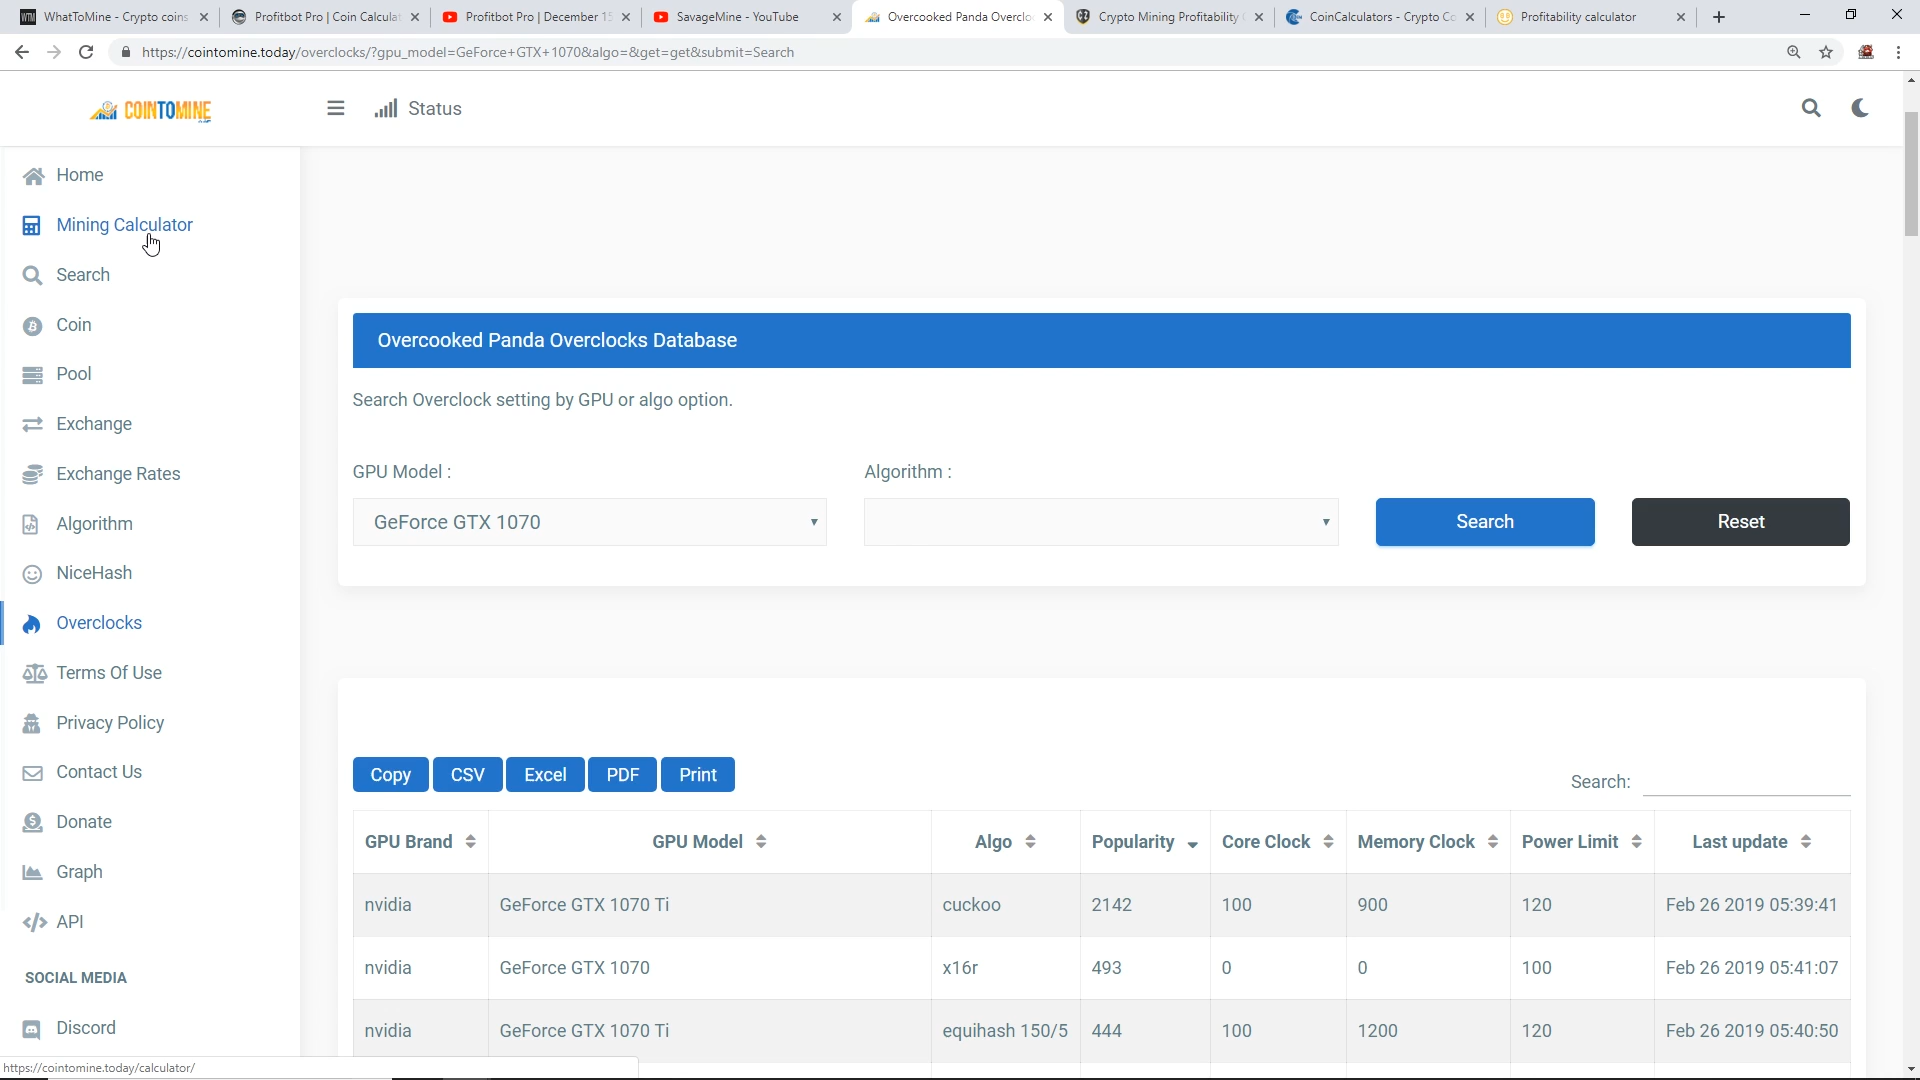 WhatToMine - Crypto coins
Profitbot Pro | Coin Calculat
Profitbot Pro | December 15
SavageMine - YouTube
Overcooked Panda Overclo
Crypto Mining Profitability
CoinCalculators - Crypto Co
Profitability calculator
https://cointomine.today/overclocks/?gpu_model=GeForce+GTX+1070&algo=&get=get&submit=Search
COINTOMINE
Status
Home
Mining Calculator
Search
Coin
Pool
Exchange
Exchange Rates
Algorithm
NiceHash
Overclocks
Terms Of Use
Privacy Policy
Contact Us
Donate
Graph
API
SOCIAL MEDIA
Discord
https://cointomine.today/calculator/
Overcooked Panda Overclocks Database
Search Overclock setting by GPU or algo option.
GPU Model : Algorithm :
GeForce GTX 1070 Search Reset
Copy CSV Excel PDF Print Search:
GPU Brand GPU Model Algo Popularity Core Clock Memory Clock Power Limit Last update
nvidia GeForce GTX 1070 Ti cuckoo 2142 100 900 120 Feb 26 2019 05:39:41
nvidia GeForce GTX 1070 x16r 493 0 0 100 Feb 26 2019 05:41:07
nvidia GeForce GTX 1070 Ti equihash 150/5 444 100 1200 120 Feb 26 2019 05:40:50